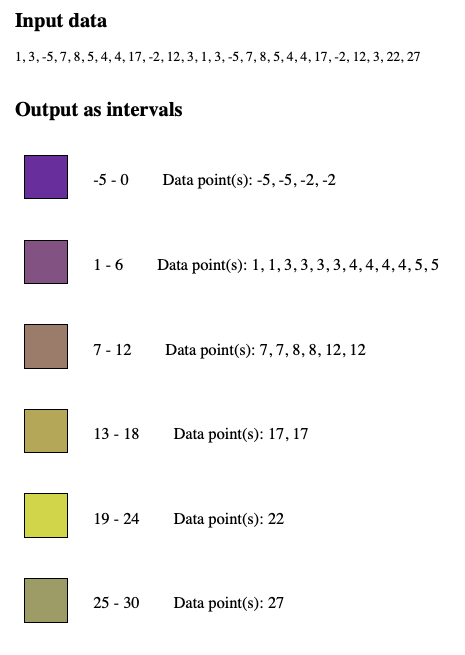 Input data
1, 3, -5, 7, 8, 5, 4, 4, 17, -2, 12, 3, 1, 3, -5, 7, 8, 5, 4, 4, 17, -2, 12, 3, 22, 27
Output as intervals
-5 - 0 Data point(s): -5, -5, -2, -2
1 - 6 Data point(s): 1, 1, 3, 3, 3, 3, 4, 4, 4, 4, 5, 5
7 - 12 Data point(s): 7, 7, 8, 8, 12, 12
13 - 18 Data point(s): 17, 17
19 - 24 Data point(s): 22
25 - 30 Data point(s): 27